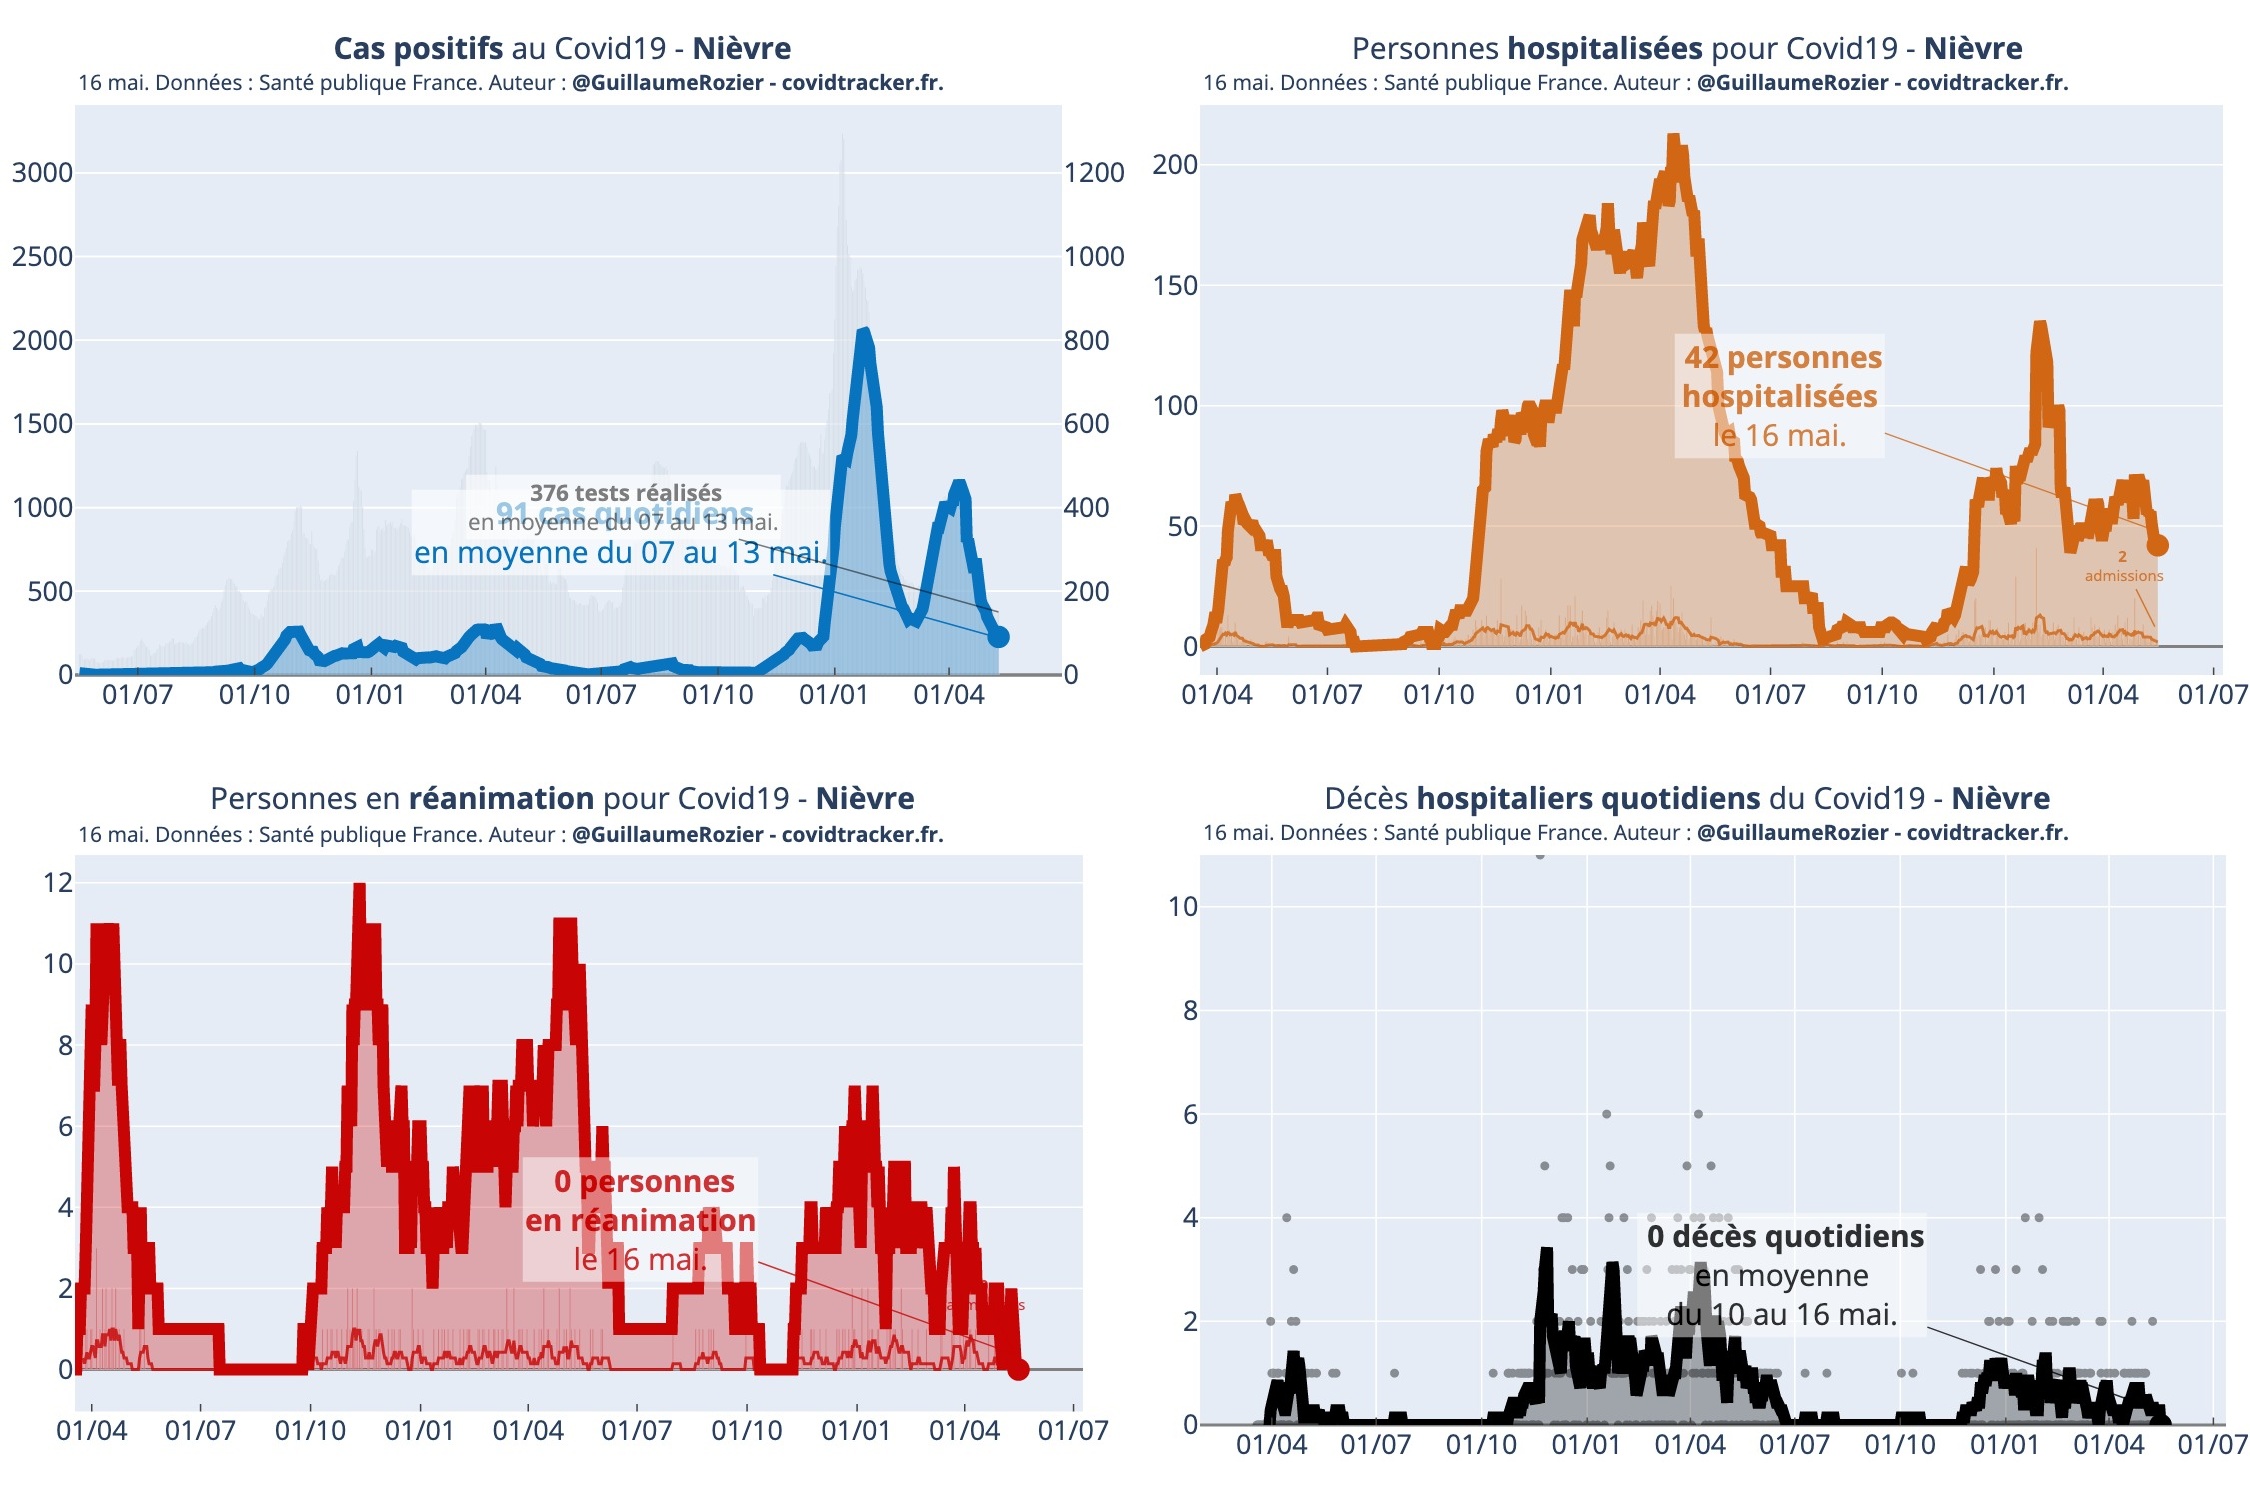 Cas positifs au Covid19 - Nièvre
16 mai. Données : Santé publique France. Auteur : @GuillaumeRozier - covidtracker.fr.
3000
2500
2000
1500
1000
500
0
1200
1000
800
600
400
200
0
376 tests réalisés
en moyenne du 07 au 13 mai.
91 cas quotidiens
en moyenne du 07 au 13 mai.
01/07 01/10 01/01 01/04 01/07 01/10 01/01 01/04
Personnes hospitalisées pour Covid19 - Nièvre
16 mai. Données : Santé publique France. Auteur : @GuillaumeRozier - covidtracker.fr.
200
150
100
50
0
42 personnes
hospitalisées
le 16 mai.
2
admissions
01/04 01/07 01/10 01/01 01/04 01/07 01/10 01/01 01/04 01/07
Personnes en réanimation pour Covid19 - Nièvre
16 mai. Données : Santé publique France. Auteur : @GuillaumeRozier - covidtracker.fr.
12
10
8
6
4
2
0
0 personnes
en réanimation
le 16 mai.
01/04 01/07 01/10 01/01 01/04 01/07 01/10 01/01 01/04 01/07
Décès hospitaliers quotidiens du Covid19 - Nièvre
16 mai. Données : Santé publique France. Auteur : @GuillaumeRozier - covidtracker.fr.
10
8
6
4
2
0
0 décès quotidiens
en moyenne
du 10 au 16 mai.
01/04 01/07 01/10 01/01 01/04 01/07 01/10 01/01 01/04 01/07